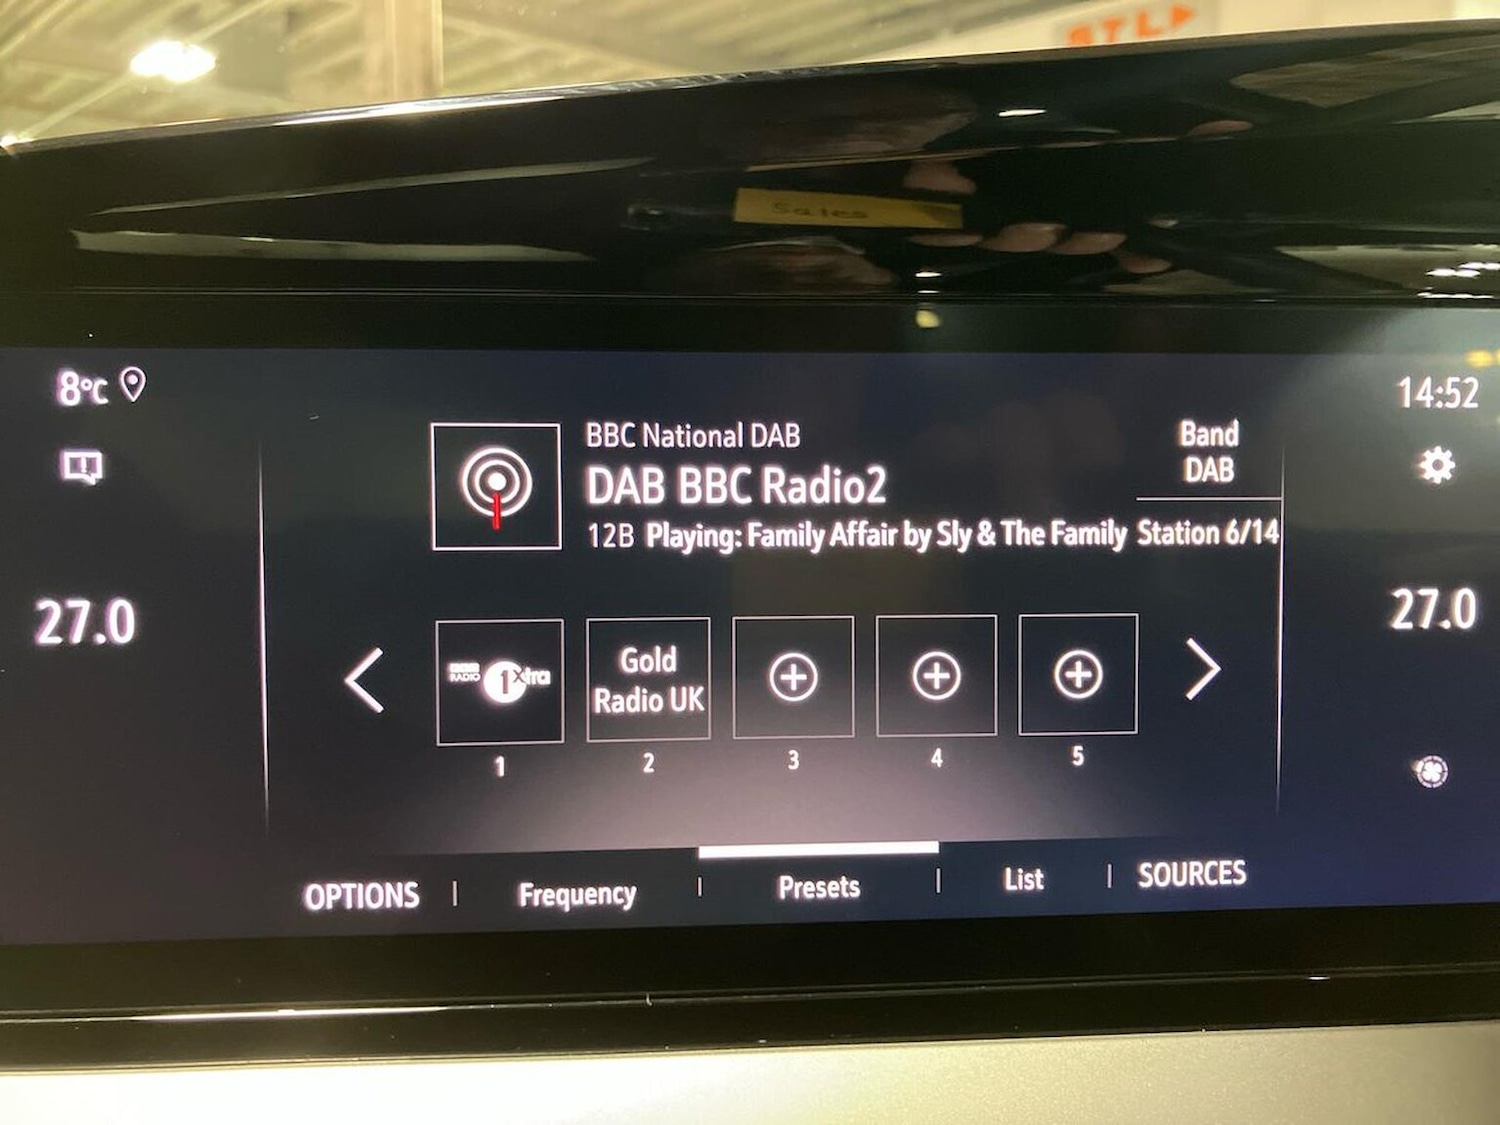 Sales
8°C
14:52
BBC National DAB
DAB BBC Radio2
12B Playing: Family Affair by Sly & The Family
Band
DAB
Station 6/14
27.0
27.0
BBC
RADIO
1Xtra
Gold
Radio UK
1
2
3
4
5
OPTIONS
Frequency
Presets
List
SOURCES